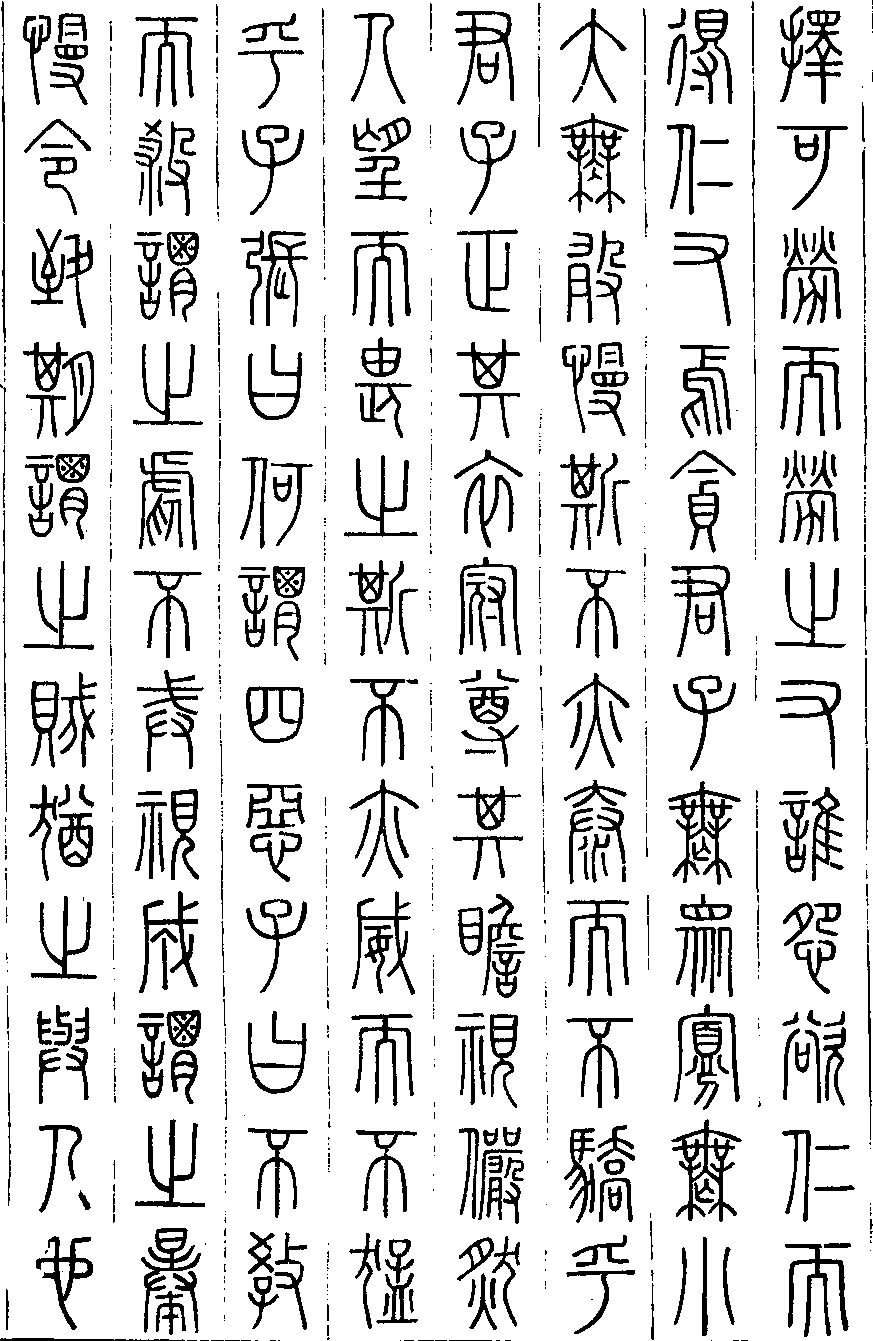 擇可勞而勞之又誰怨欲仁而
得仁又焉貪君子無眾寡無小
大無敢慢斯不亦泰而不驕乎
君子正其衣冠尊其瞻視儼然
人望而畏之斯不亦威而不猛
乎子張曰何謂四惡子曰不教
而殺謂之虐不戒視成謂之暴
慢令致期謂之賊猶之與人也